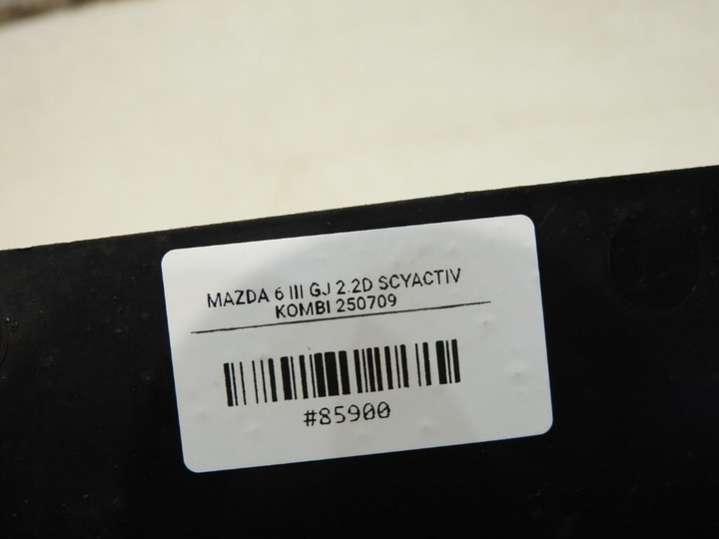 MAZDA 6 III GJ 2.2D SCYACTIV
KOMBI 250709
#85900